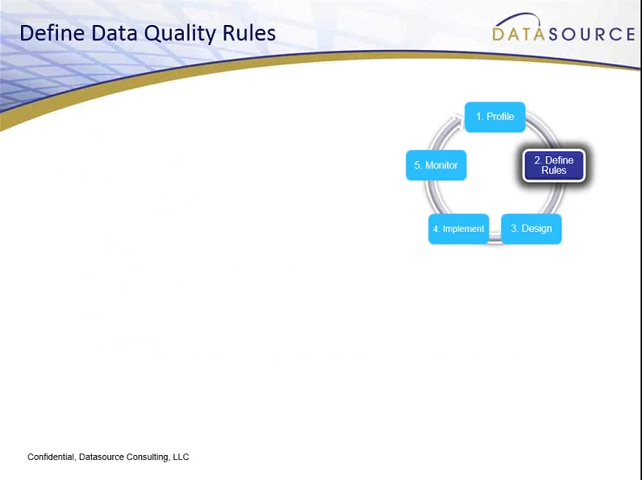 Define Data Quality Rules
DATASOURCE
1. Profile
2. Define
Rules
3. Design
4. Implement
5. Monitor
Confidential, Datasource Consulting, LLC